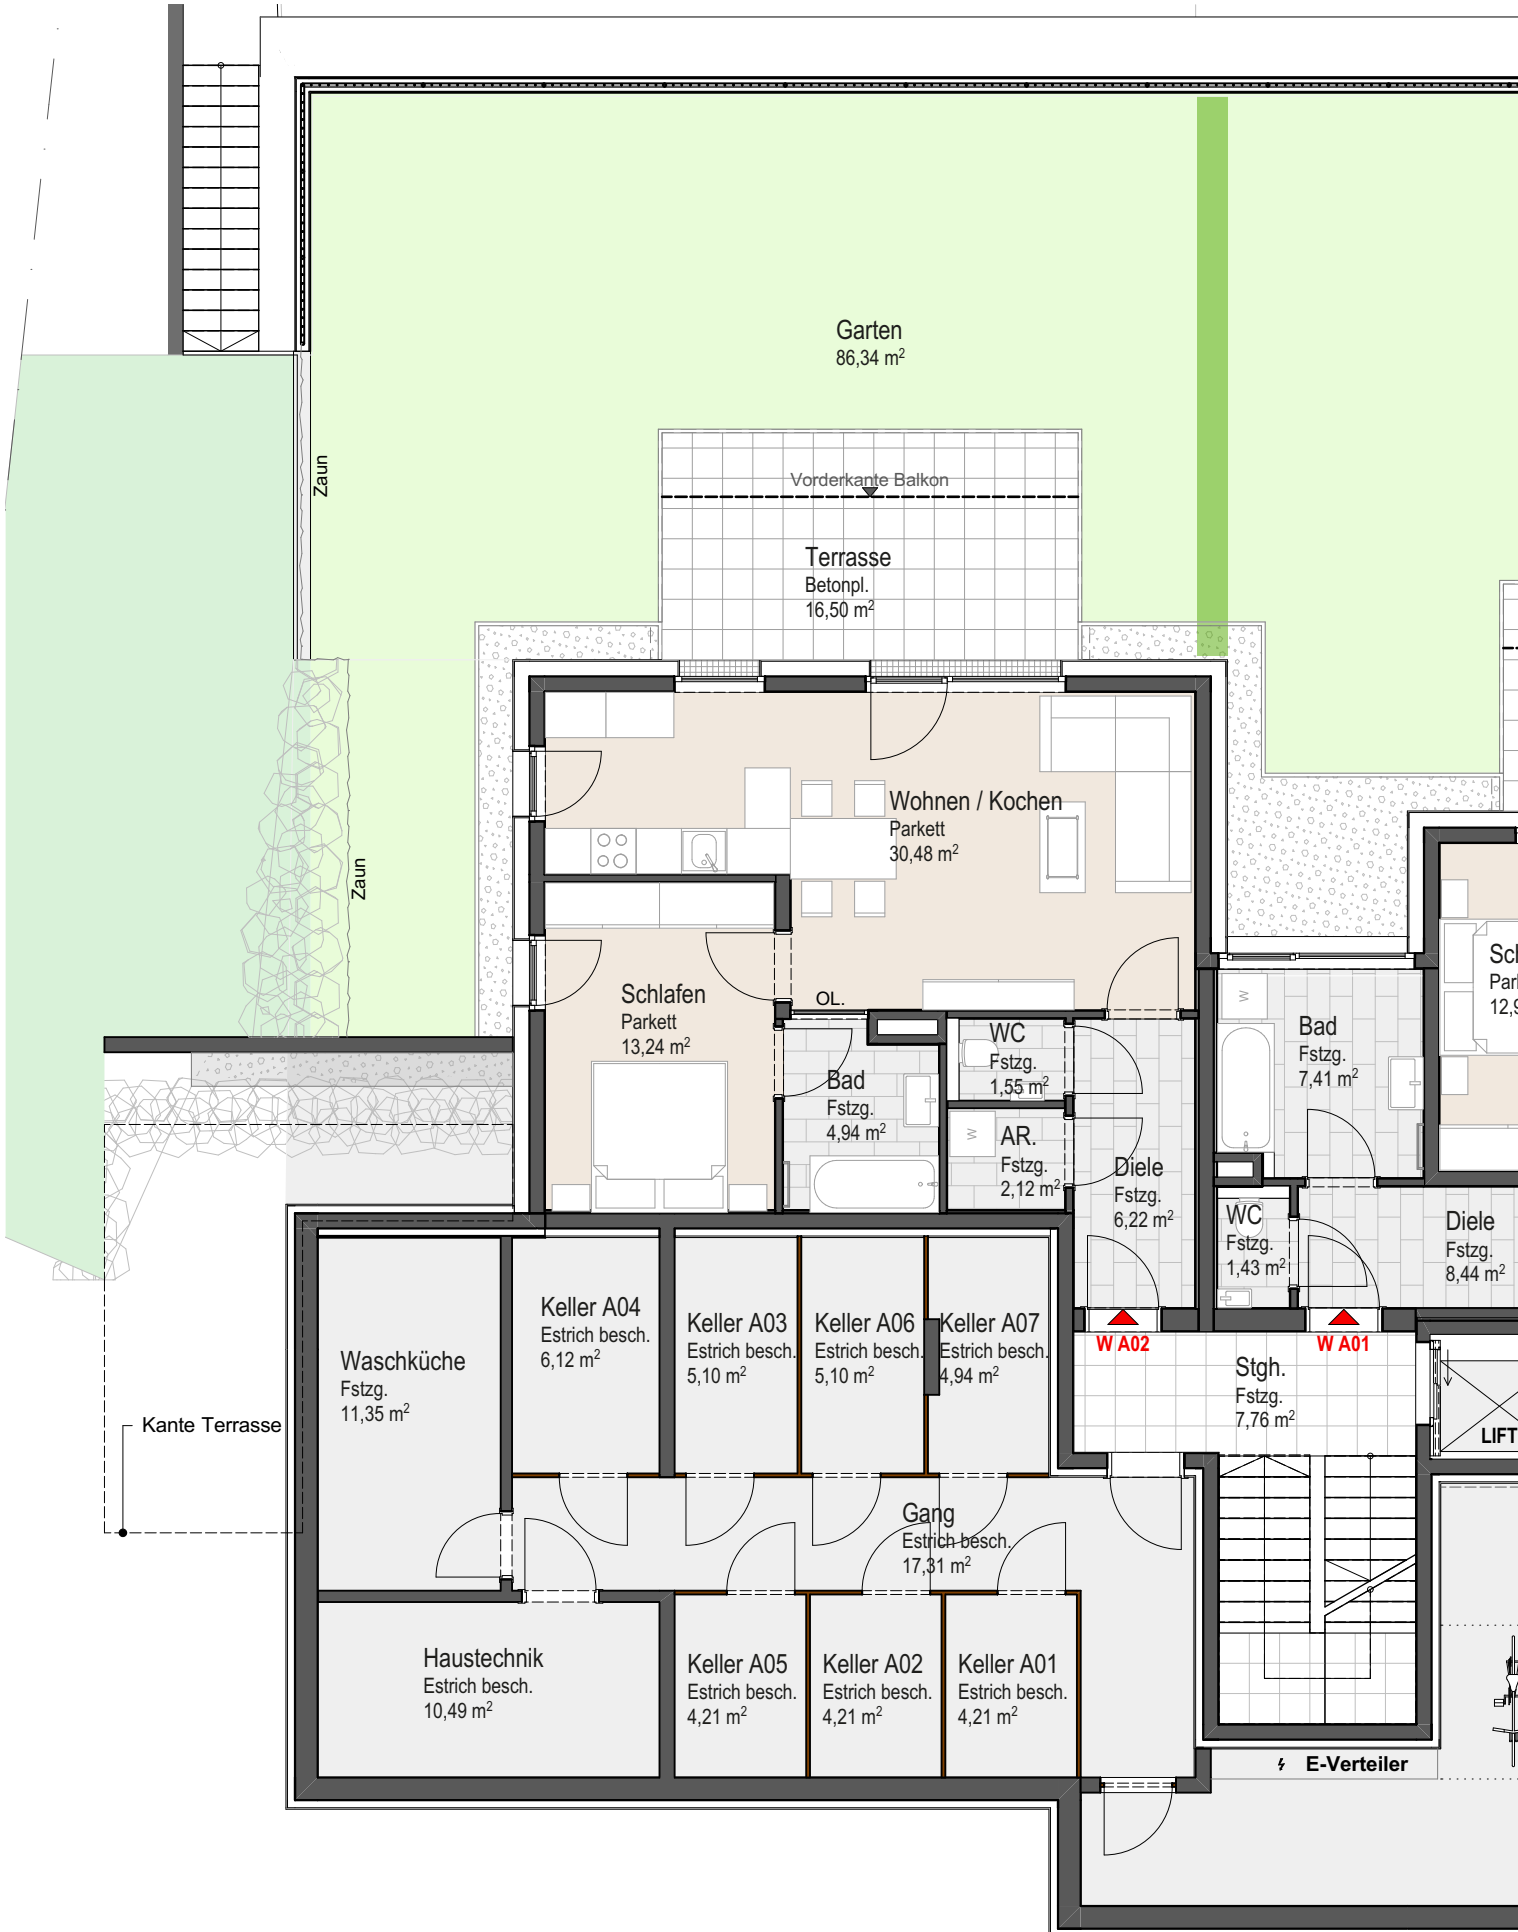 Garten
86,34 m²
Zaun
Vorderkante Balkon
Terrasse
Betonpl.
16,50 m²
Zaun
Wohnen / Kochen
Parkett
30,48 m²
Schlafen
Parkett
13,24 m²
OL.
Bad
Fstzg.
4,94 m²
WC
Fstzg.
1,55 m²
W
AR.
Fstzg.
2,12 m²
Diele
Fstzg.
6,22 m²
W
Bad
Fstzg.
7,41 m²
Sch
Par
12,9
WC
Fstzg.
1,43 m²
Diele
Fstzg.
8,44 m²
W A02
W A01
Stgh.
Fstzg.
7,76 m²
LIFT
Waschküche
Fstzg.
11,35 m²
Keller A04
Estrich besch.
6,12 m²
Keller A03
Estrich besch.
5,10 m²
Keller A06
Estrich besch.
5,10 m²
Keller A07
Estrich besch.
4,94 m²
Kante Terrasse
Gang
Estrich besch.
17,31 m²
Haustechnik
Estrich besch.
10,49 m²
Keller A05
Estrich besch.
4,21 m²
Keller A02
Estrich besch.
4,21 m²
Keller A01
Estrich besch.
4,21 m²
E-Verteiler